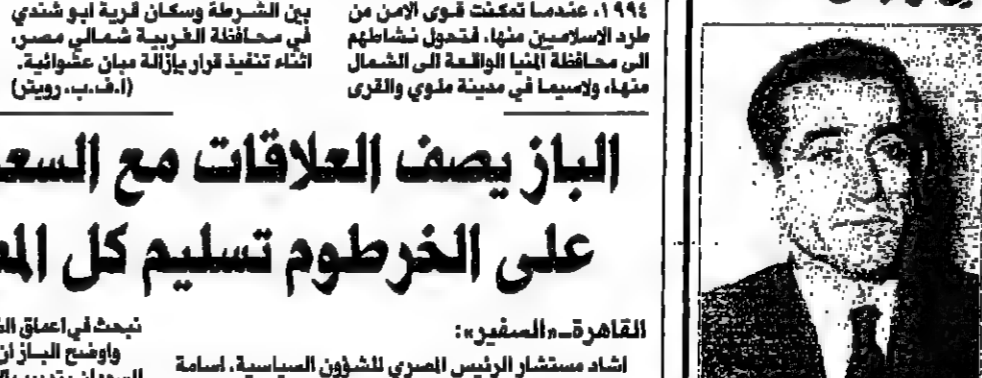 ١٩٩٤، عندما تمكنت قوى الامن من
طرد الإسلاميين منها، فتحول نشاطهم
الى محافظة المنيا الواقعة الى الشمال
منها، ولاسيما في مدينة ملوي والقرى
بين الشرطة وسكان قرية ابو شندي
في محافظة الغربية شمالي مصر،
اثناء تنفيذ قرار بإزالة مبان عشوائية.
(ا.ف.ب، رويتر)
الباز يصف العلاقات مع السع
على الخرطوم تسليم كل الم
القاهرة ـ «السفير»:
اشاد مستشار الرئيس المصري للشؤون السياسية، اسامة
نبحث في اعماق
واوضح الباز ان